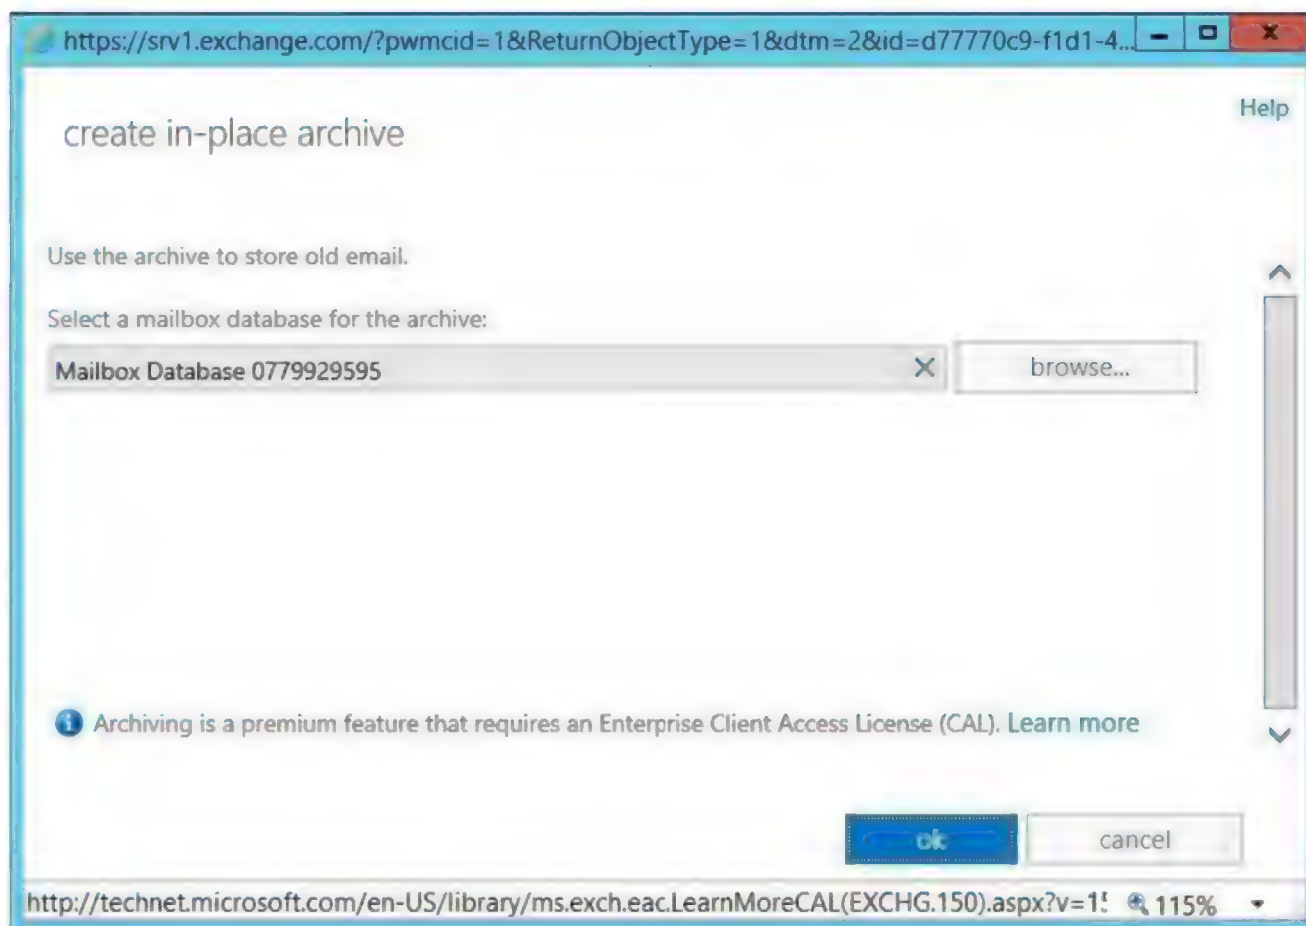 https://srv1.exchange.com/?pwmcid=1&ReturnObjectType=1&dtm=2&id=d77770c9-f1d1-4...
Help
create in-place archive
Use the archive to store old email.
Select a mailbox database for the archive:
Mailbox Database 0779929595
browse...
Archiving is a premium feature that requires an Enterprise Client Access License (CAL). Learn more
ok
cancel
http://technet.microsoft.com/en-US/library/ms.exch.eac.LearnMoreCAL(EXCHG.150).aspx?v=15
115%